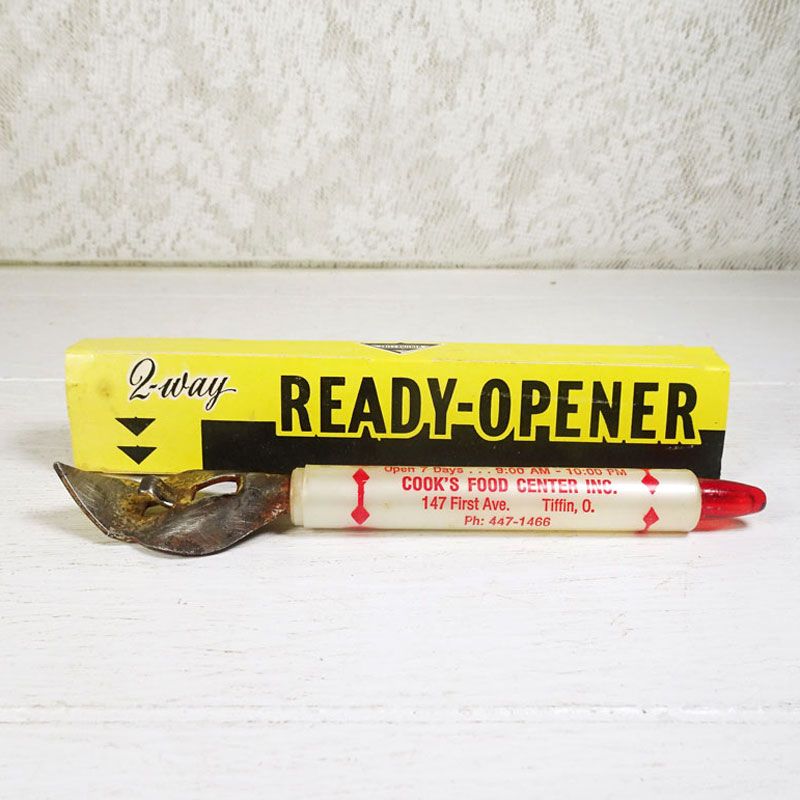 2-way
READY-OPENER
Open 7 Days . . . 9:00 AM - 10:00 PM
COOK'S FOOD CENTER INC.
147 First Ave. Tiffin, O.
Ph: 447-1466